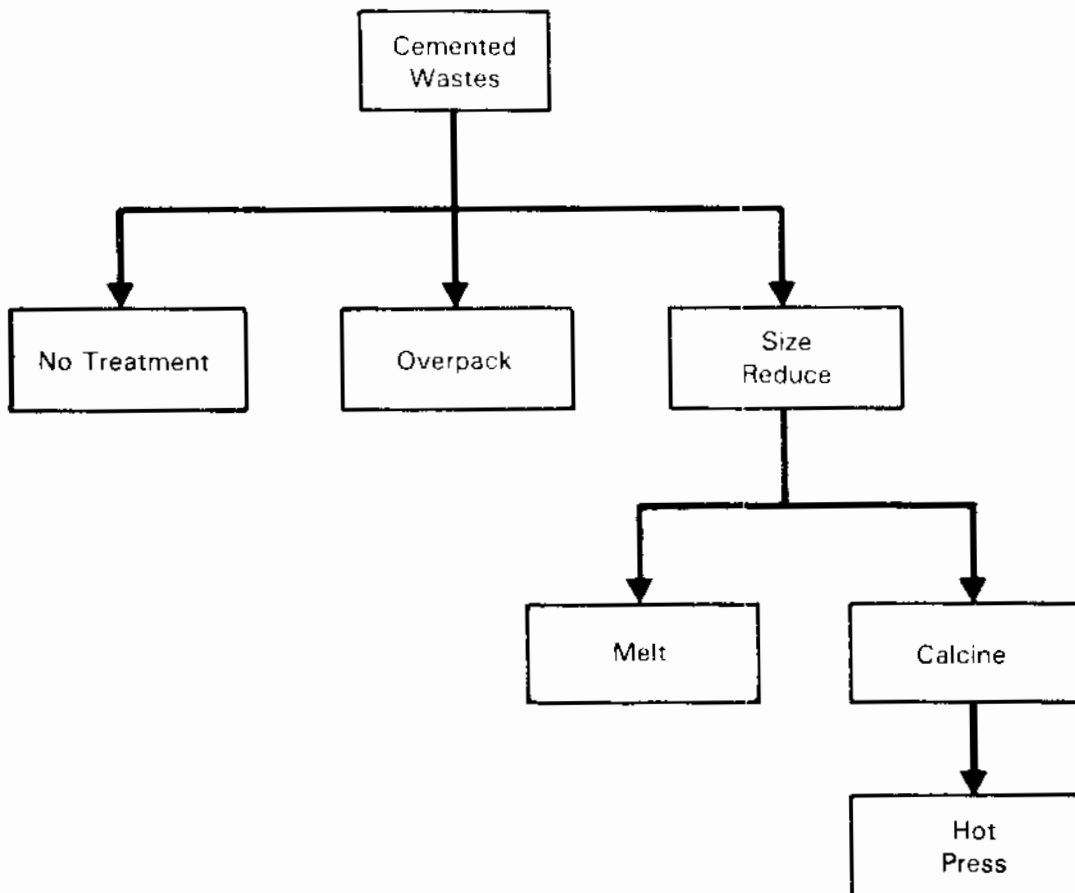 Cemented
Wastes
No Treatment
Overpack
Size
Reduce
Melt
Calcine
Hot
Press